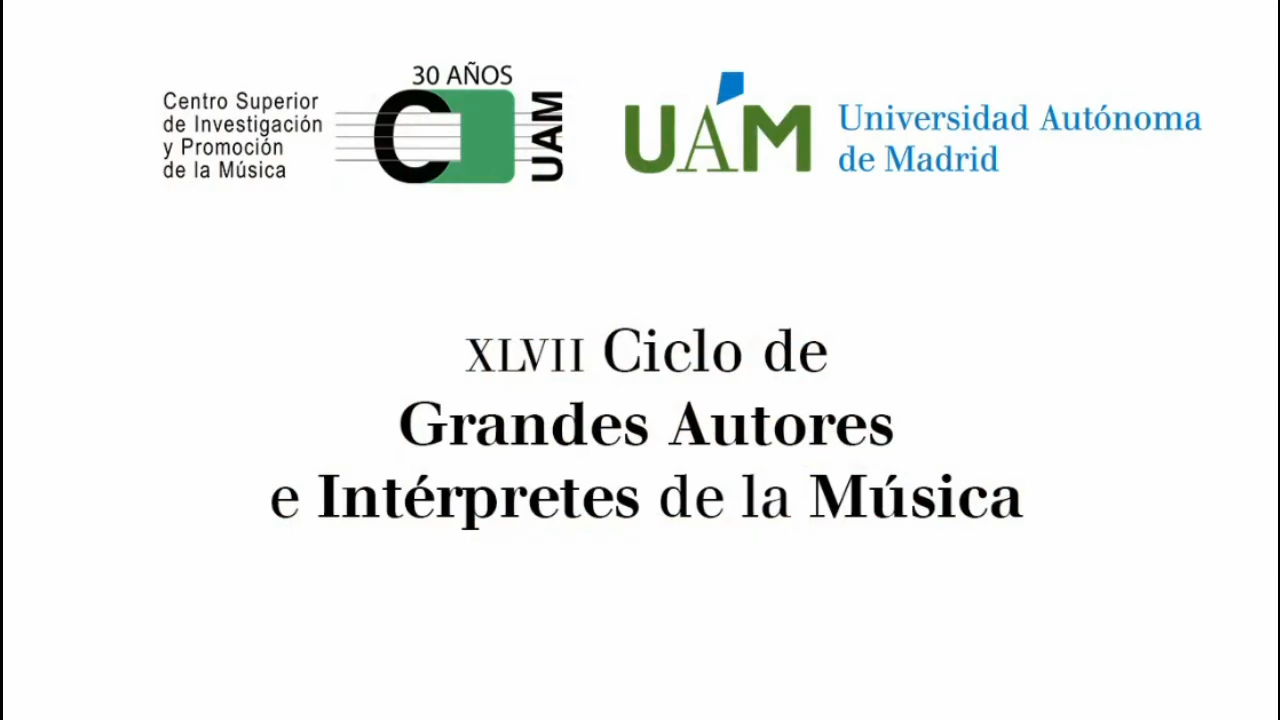 Centro Superior
de Investigación
y Promoción
de la Música
30 AÑOS
C
UAM
UAM
Universidad Autónoma
de Madrid
XLVII Ciclo de
Grandes Autores
e Intérpretes de la Música